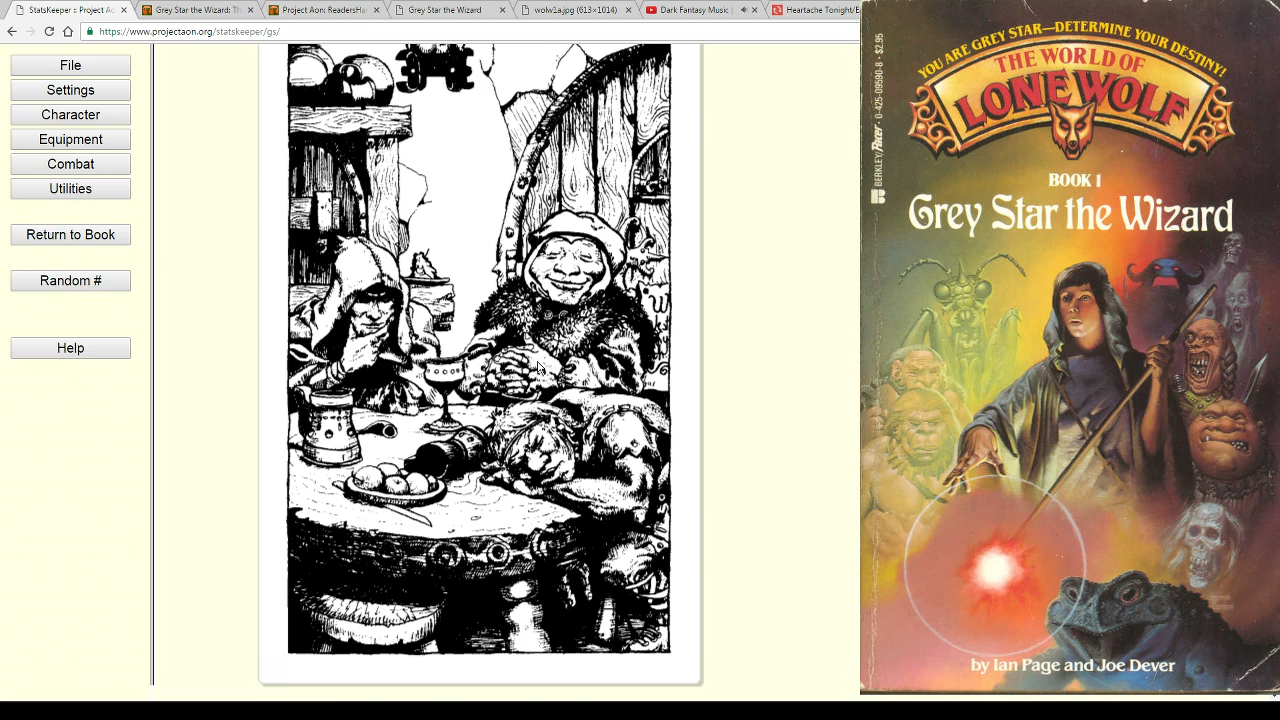 StatsKeeper :: Project Ao
Grey Star the Wizard: Th
Project Aon: ReadersHan
Grey Star the Wizard
wolw1a.jpg (613×1014)
Dark Fantasy Music
Heartache Tonight/E
https://www.projectaon.org/statskeeper/gs/
File
Settings
Character
Equipment
Combat
Utilities
Return to Book
Random #
Help
YOU ARE GREY STAR—DETERMINE YOUR DESTINY!
THE WORLD OF
LONE WOLF
BOOK 1
Grey Star the Wizard
BERKLEY/Pacer • 0-425-09590-8 • $2.95
by Ian Page and Joe Dever